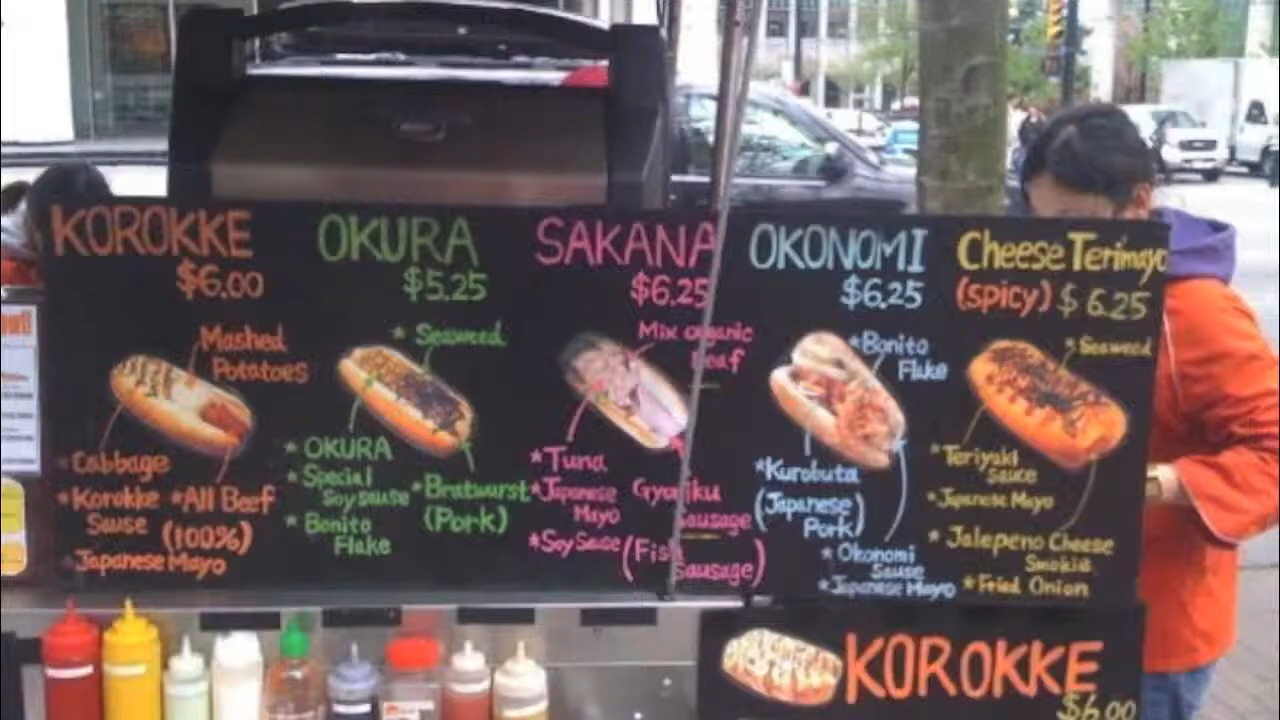 KOROKKE
$6.00
Mashed
Potatoes
*Cabbage
*Korokke
Sause
*All Beef
(100%)
*Japanese Mayo
OKURA
$5.25
* Seaweed
* OKURA
* Special
Soy sause
* Bonito
Flake
*Bratwurst
(Pork)
SAKANA
$6.25
Mix organic
leaf
*Tuna
*Japanese
Mayo
*Soy Sause
Gyoniku
Sausage
(Fish
Sausage)
OKONOMI
$6.25
*Bonito
Flake
*Kurobuta
(Japanese
Pork)
* Okonomi
Sause
*Japanese Mayo
Cheese Terimayo
(spicy) $6.25
*Seaweed
*Teriyaki
Sauce
*Japanese Mayo
* Jalepeno Cheese
Smokie
*Fried Onion
KOROKKE
$6.00